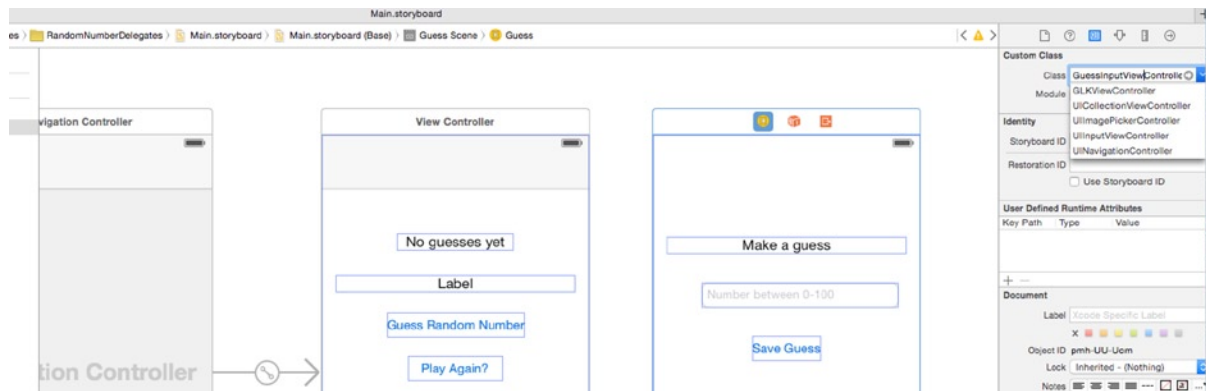 Main.storyboard
es RandomNumberDelegates Main.storyboard Main.storyboard (Base) Guess Scene Guess
Custom Class
Class GuessInputViewControlle
Module GLKViewController
UICollectionViewController
UIImagePickerController
UIInputViewController
UINavigationController
Identity
Storyboard ID
Restoration ID
Use Storyboard ID
User Defined Runtime Attributes
Key Path Type Value
vigation Controller
View Controller
No guesses yet
Label
Guess Random Number
Play Again?
tion Controller
Make a guess
Number between 0-100
Save Guess
+ −
Document
Label Xcode Specific Label
X
Object ID pmh-UU-Uom
Lock Inherited - (Nothing)
Notes